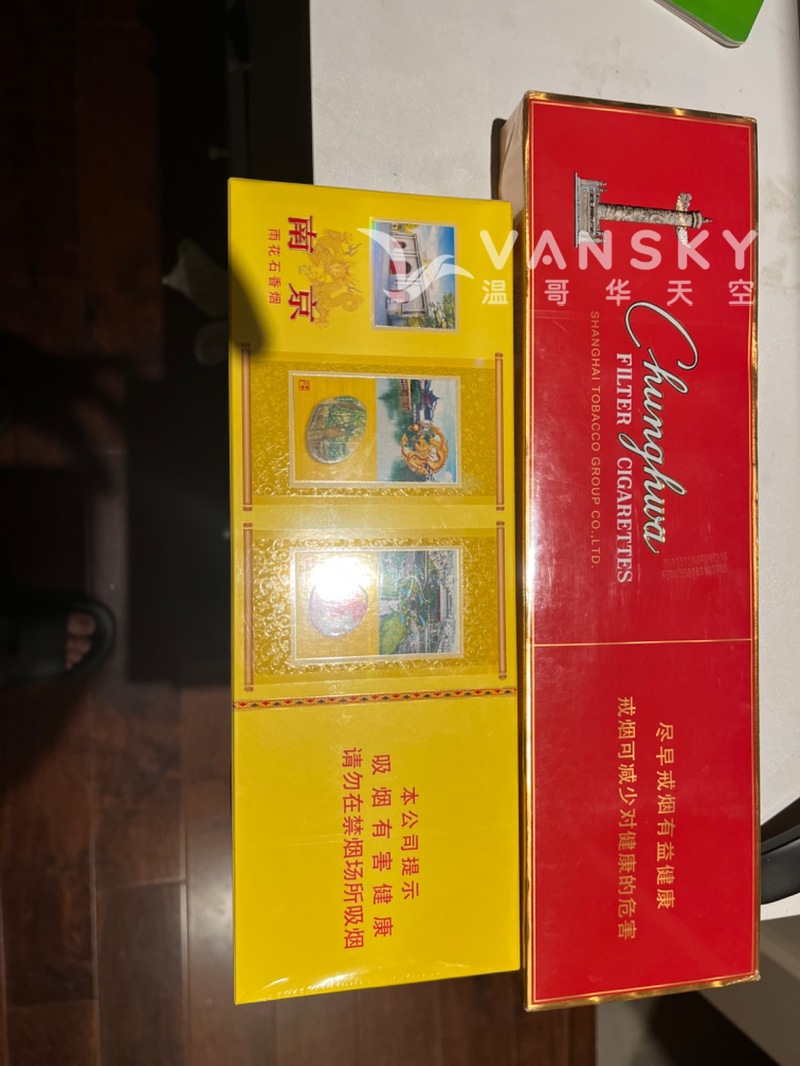 VANSKY
温哥华天空
南京
雨花石香烟
本公司提示
吸烟有害健康
请勿在禁烟场所吸烟
Chunghwa
FILTER CIGARETTES
SHANGHAI TOBACCO GROUP CO.,LTD.
尽早戒烟有益健康
戒烟可减少对健康的危害